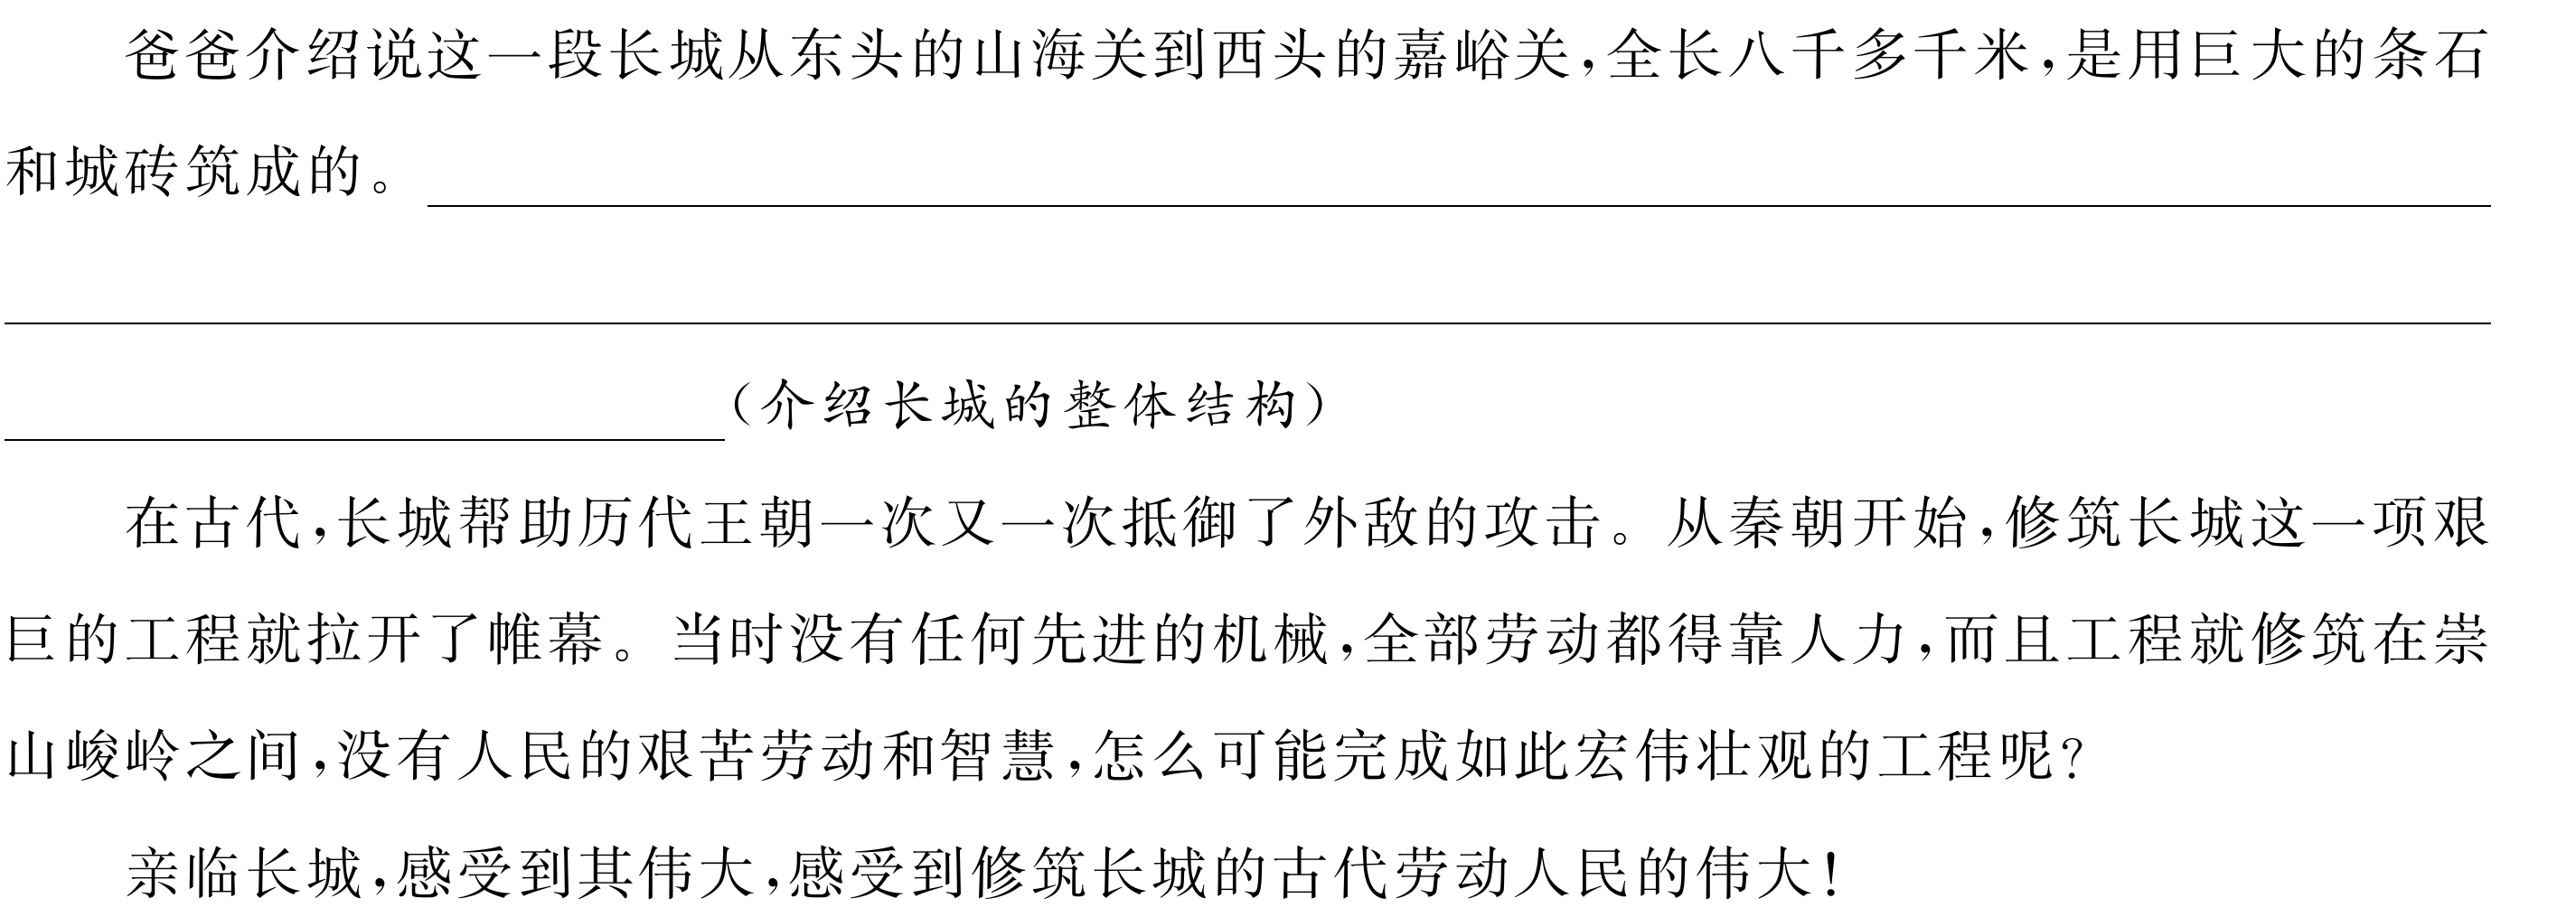 爸爸介绍说这一段长城从东头的山海关到西头的嘉峪关,全长八千多千米,是用巨大的条石
和城砖筑成的。
(介绍长城的整体结构)
在古代,长城帮助历代王朝一次又一次抵御了外敌的攻击。从秦朝开始,修筑长城这一项艰
巨的工程就拉开了帷幕。当时没有任何先进的机械,全部劳动都得靠人力,而且工程就修筑在崇
山峻岭之间,没有人民的艰苦劳动和智慧,怎么可能完成如此宏伟壮观的工程呢?
亲临长城,感受到其伟大,感受到修筑长城的古代劳动人民的伟大!